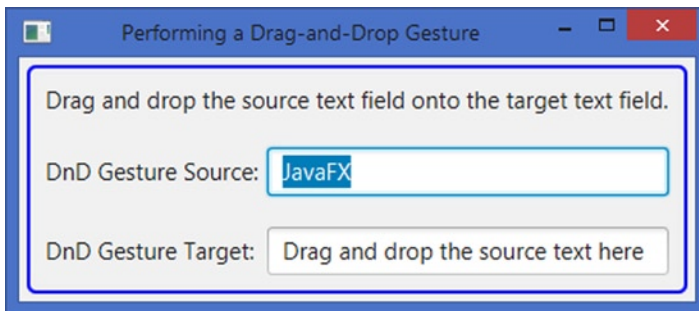 Performing a Drag-and-Drop Gesture
Drag and drop the source text field onto the target text field.
DnD Gesture Source: JavaFX
DnD Gesture Target: Drag and drop the source text here